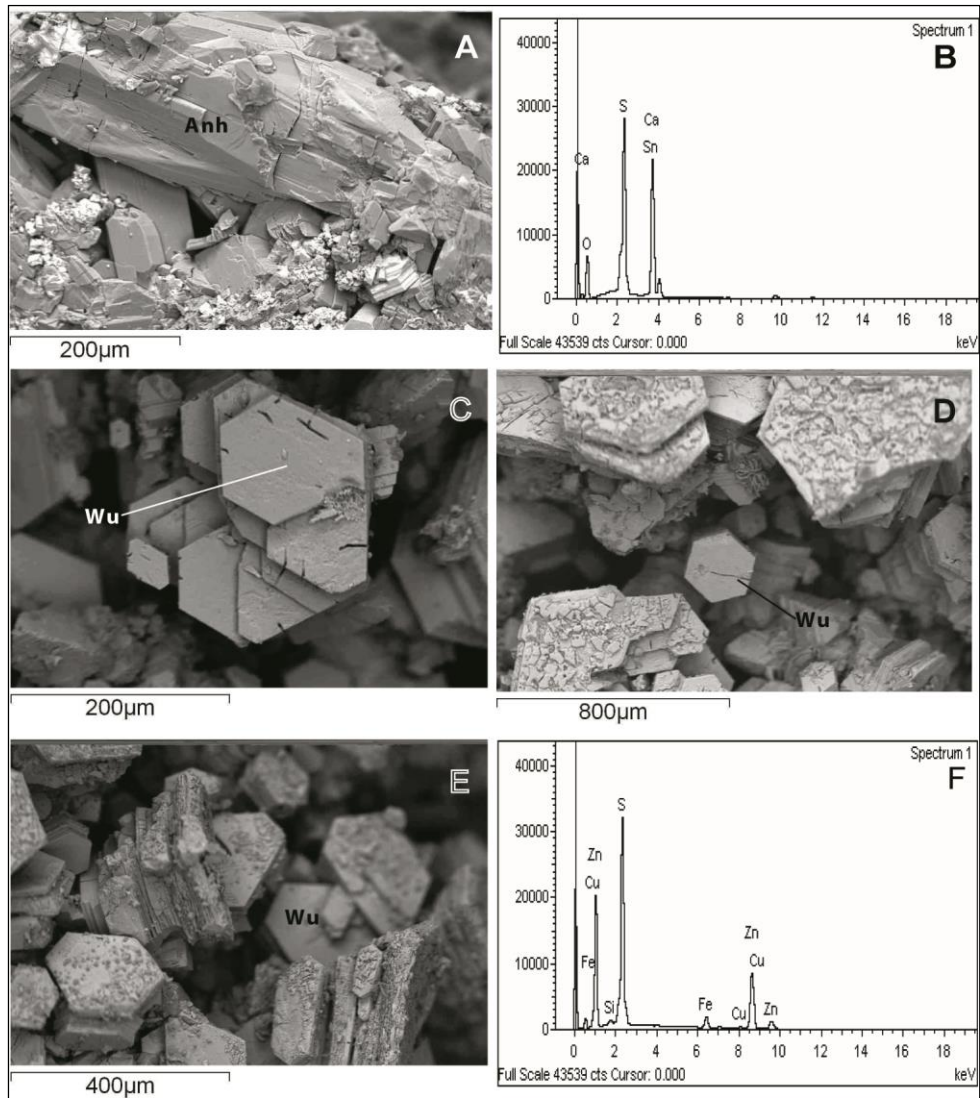 A
Anh
200µm
Spectrum 1
B
40000
30000
20000
10000
0
S
Ca
Sn
Ca
O
0 2 4 6 8 10 12 14 16 18
Full Scale 43539 cts Cursor: 0.000
keV
C
Wu
200µm
D
Wu
800µm
E
Wu
400µm
Spectrum 1
F
40000
30000
20000
10000
0
S
Zn
Cu
Fe
Si
Fe
Cu
Zn
Cu
Zn
0 2 4 6 8 10 12 14 16 18
Full Scale 43539 cts Cursor: 0.000
keV